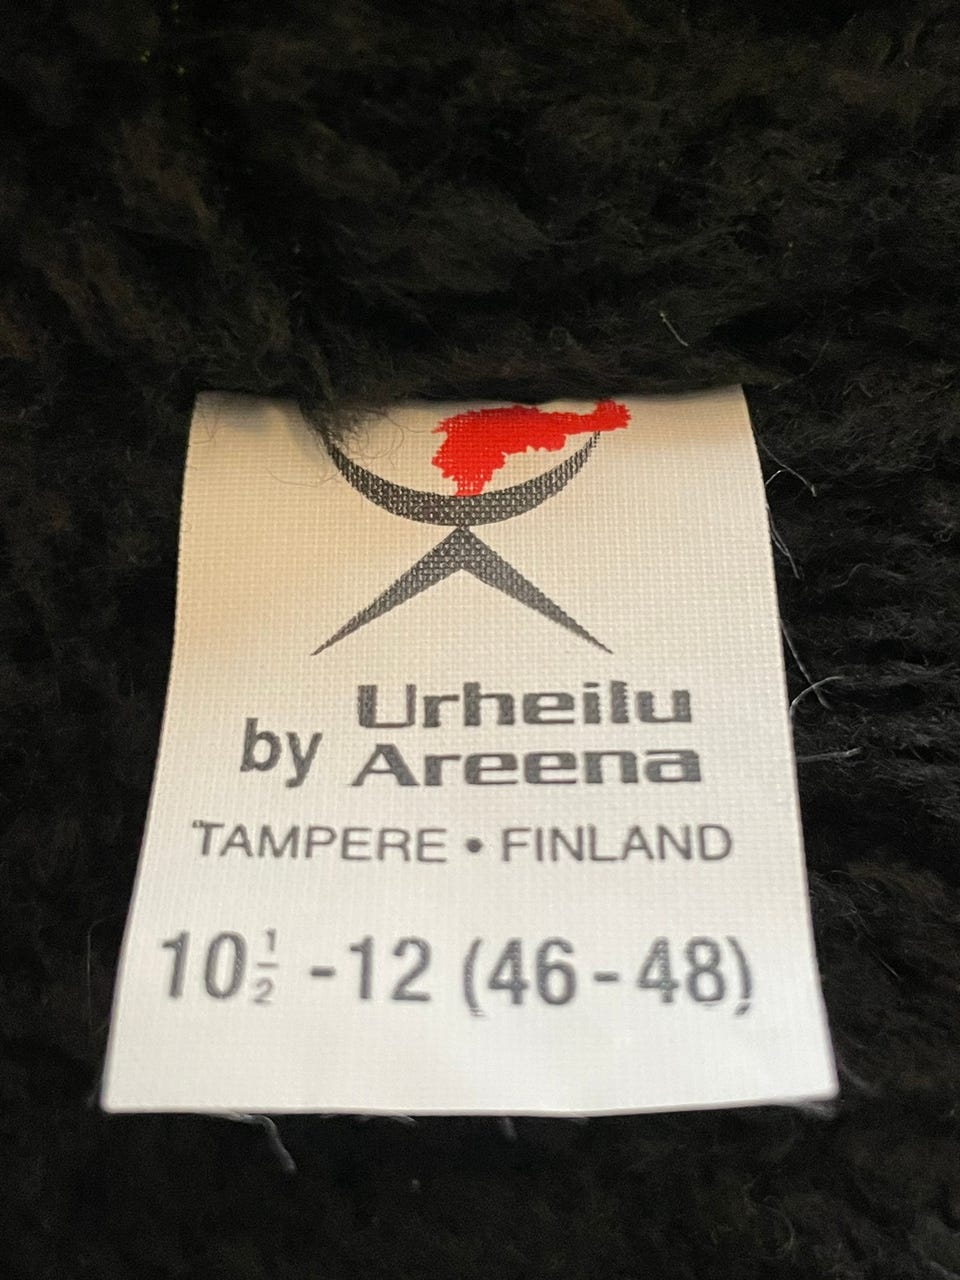 by Urheilu
Areena
TAMPERE • FINLAND
10½ - 12 (46 - 48)